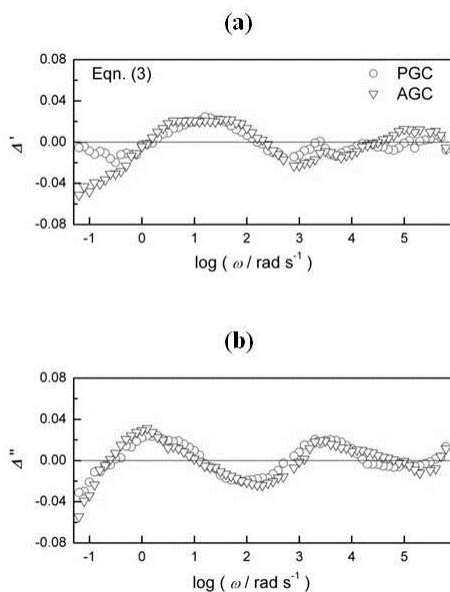 (a)
0.08
0.04
0.00
-0.04
-0.08
Δ'
Eqn. (3)
PGC
AGC
-1 0 1 2 3 4 5
log ( ω / rad s⁻¹ )
(b)
0.08
0.04
0.00
-0.04
-0.08
Δ"
-1 0 1 2 3 4 5
log ( ω / rad s⁻¹ )